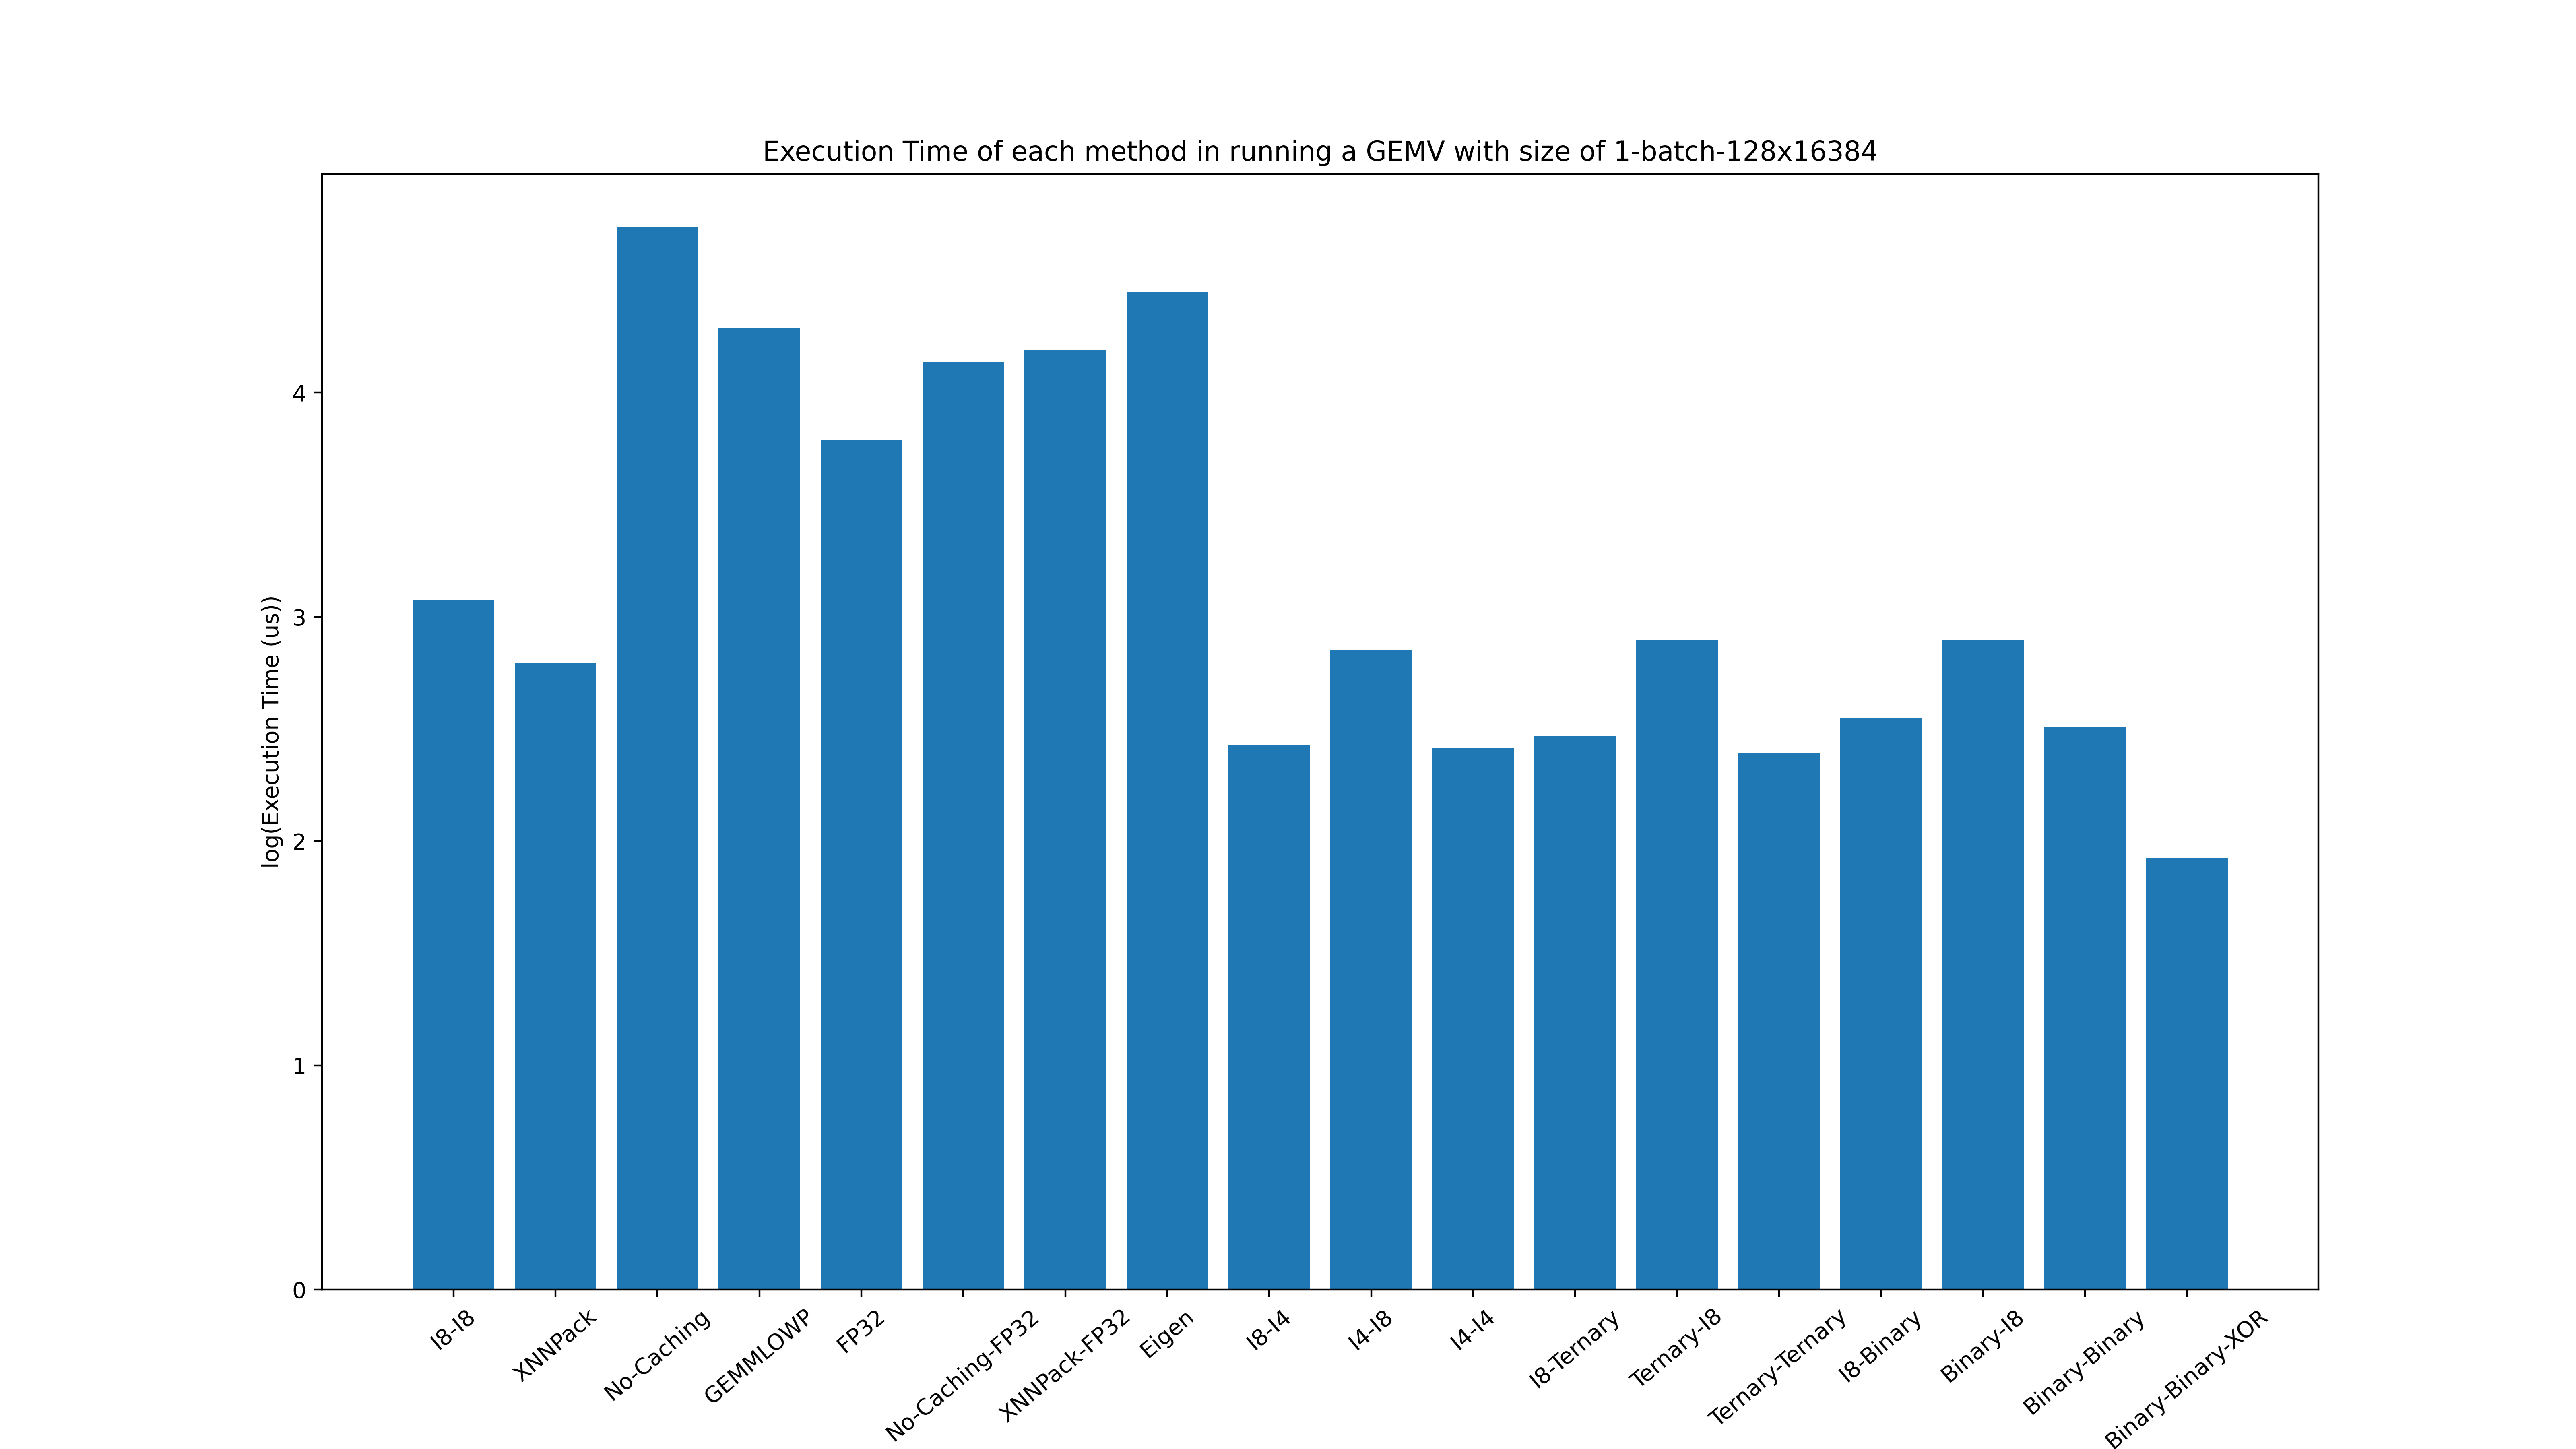 Execution Time of each method in running a GEMV with size of 1-batch-128x16384
log(Execution Time (us))
4
3
2
1
0
I8-I8
XNNPack
No-Caching
GEMMLOWP
FP32
No-Caching-FP32
XNNPack-FP32
Eigen
I8-I4
I4-I8
I4-I4
I8-Ternary
Ternary-I8
Ternary-Ternary
I8-Binary
Binary-I8
Binary-Binary
Binary-Binary-XOR